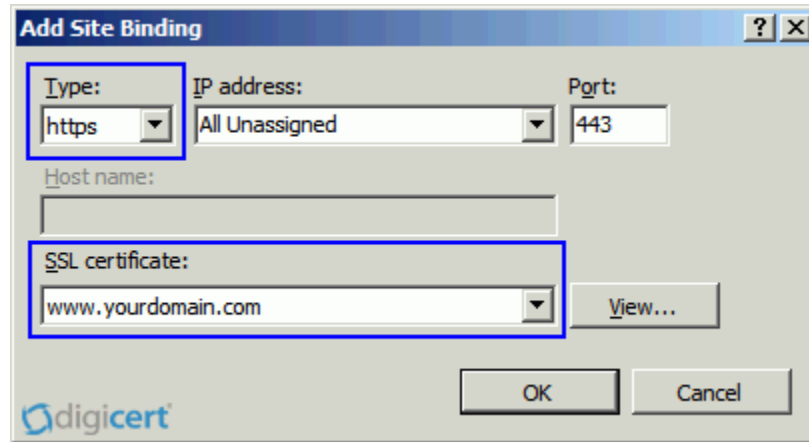 Add Site Binding
Type: IP address: Port:
https All Unassigned 443
Host name:
SSL certificate:
www.yourdomain.com View...
OK Cancel
digicert